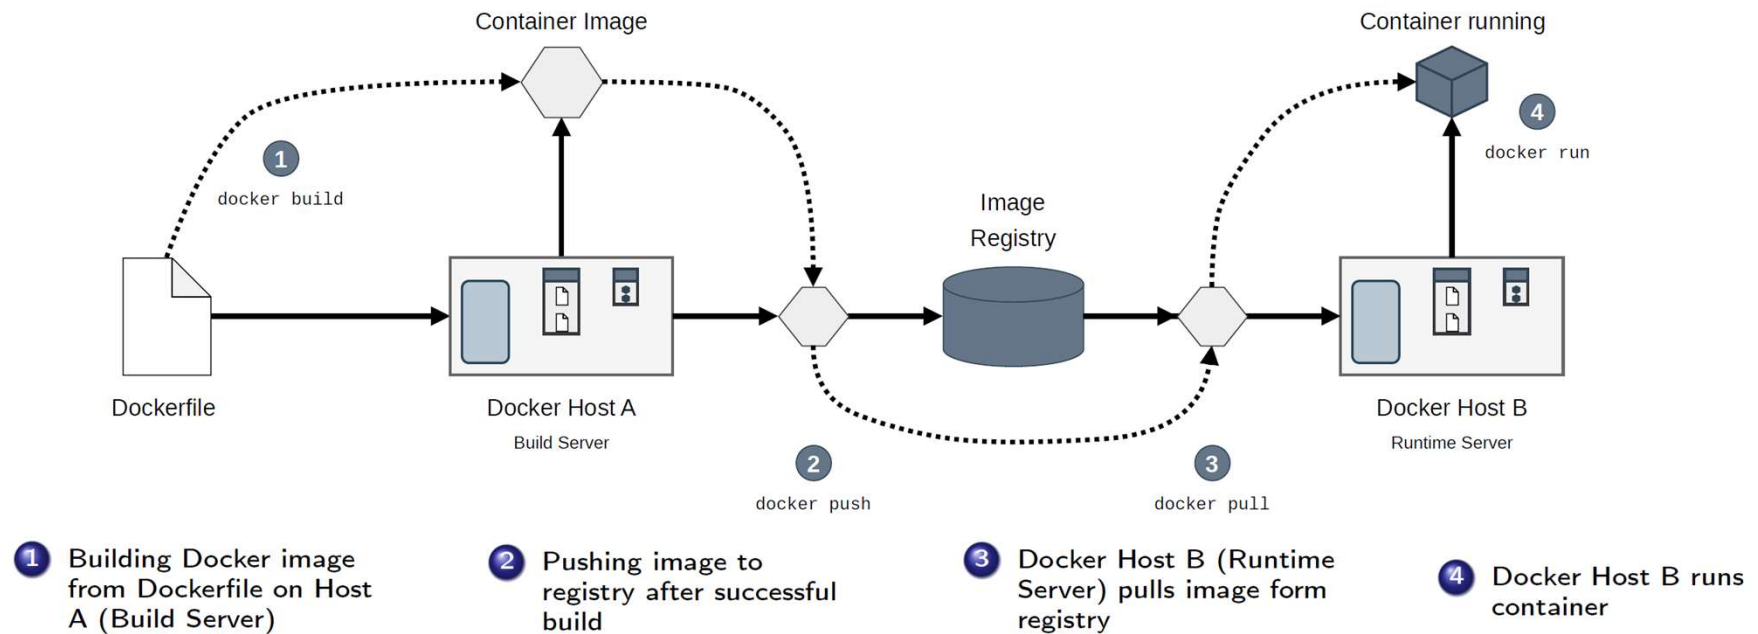 Container Image
Container running
1
docker build
4
docker run
Image
Registry
Dockerfile
Docker Host A
Build Server
Docker Host B
Runtime Server
2
docker push
3
docker pull
1
Building Docker image
from Dockerfile on Host
A (Build Server)
2
Pushing image to
registry after successful
build
3
Docker Host B (Runtime
Server) pulls image form
registry
4
Docker Host B runs
container